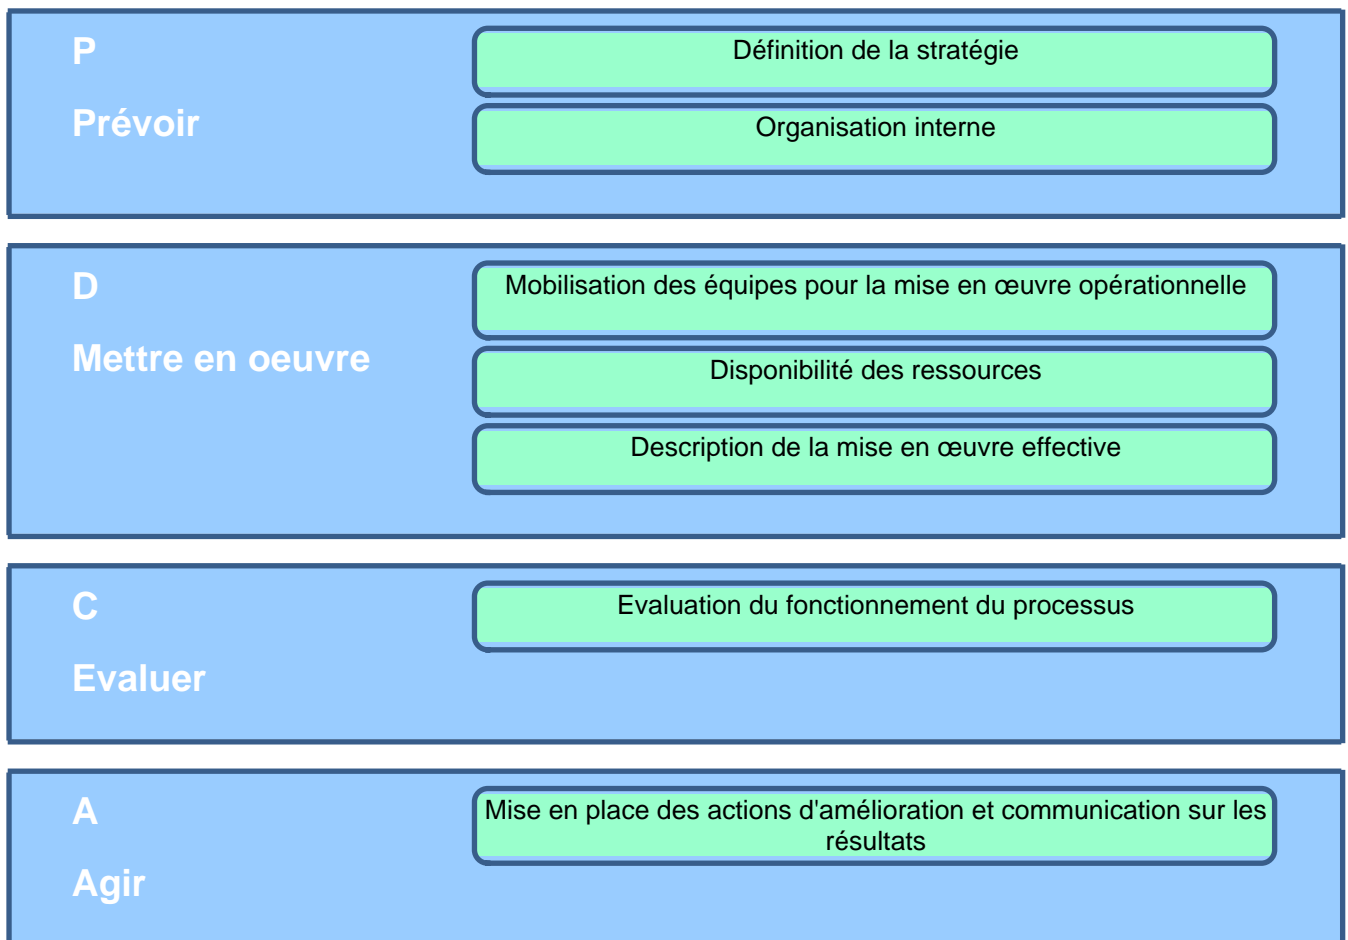 P
Prévoir
Définition de la stratégie
Organisation interne
D
Mettre en oeuvre
Mobilisation des équipes pour la mise en œuvre opérationnelle
Disponibilité des ressources
Description de la mise en œuvre effective
C
Evaluer
Evaluation du fonctionnement du processus
A
Agir
Mise en place des actions d'amélioration et communication sur les
résultats